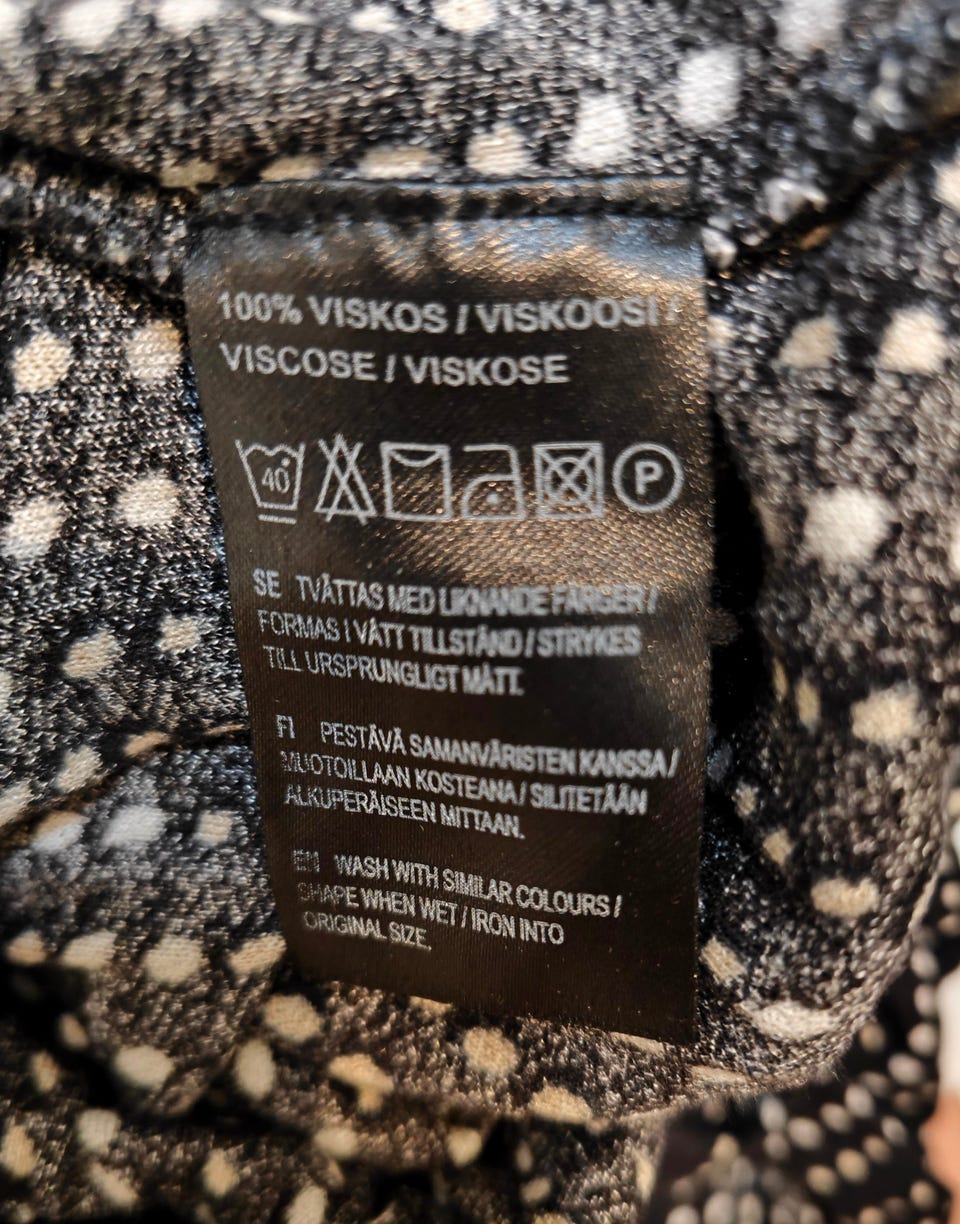 100% VISKOS / VISKOOSI /
VISCOSE / VISKOSE
40°
P
SE TVÄTTAS MED LIKNANDE FÄRGER /
FORMAS I VÅTT TILLSTÅND / STRYKES
TILL URSPRUNGLIGT MÅTT.
FI PESTÄVÄ SAMANVÄRISTEN KANSSA /
MUOTOILLAAN KOSTEANA / SILITETÄÄN
ALKUPERÄISEEN MITTAAN.
EN WASH WITH SIMILAR COLOURS /
SHAPE WHEN WET / IRON INTO
ORIGINAL SIZE.